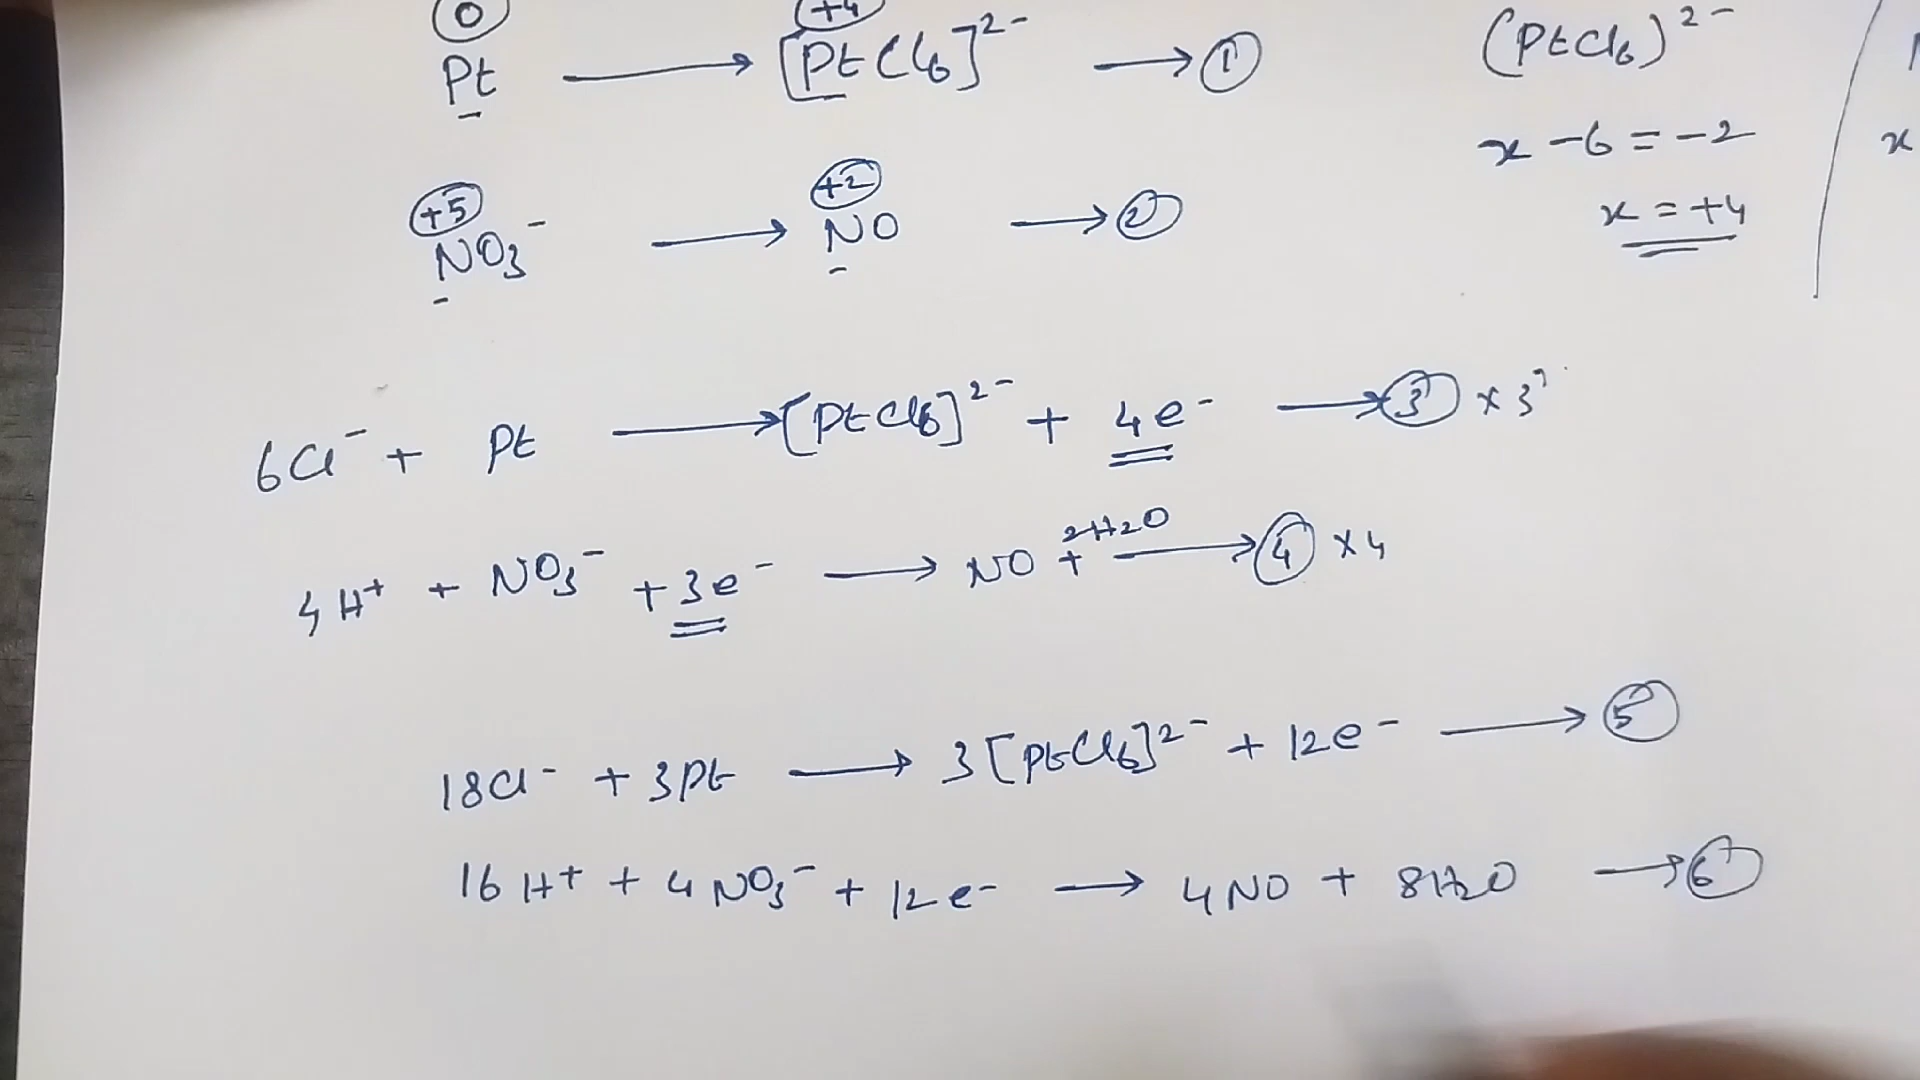 0 +4
Pt ⟶ [PtCl6]²⁻ ⟶ ①
(PtCl6)²⁻
x - 6 = -2
x = +4
x
+5 +2
NO3⁻ ⟶ NO ⟶ ②
6Cl⁻ + Pt ⟶ [PtCl6]²⁻ + 4e⁻ ⟶ ③ × 3
4H⁺ + NO3⁻ + 3e⁻ ⟶ NO + 2H2O ⟶ ④ × 4
18Cl⁻ + 3Pt ⟶ 3[PtCl6]²⁻ + 12e⁻ ⟶ ⑤
16H⁺ + 4NO3⁻ + 12e⁻ ⟶ 4NO + 8H2O ⟶ ⑥